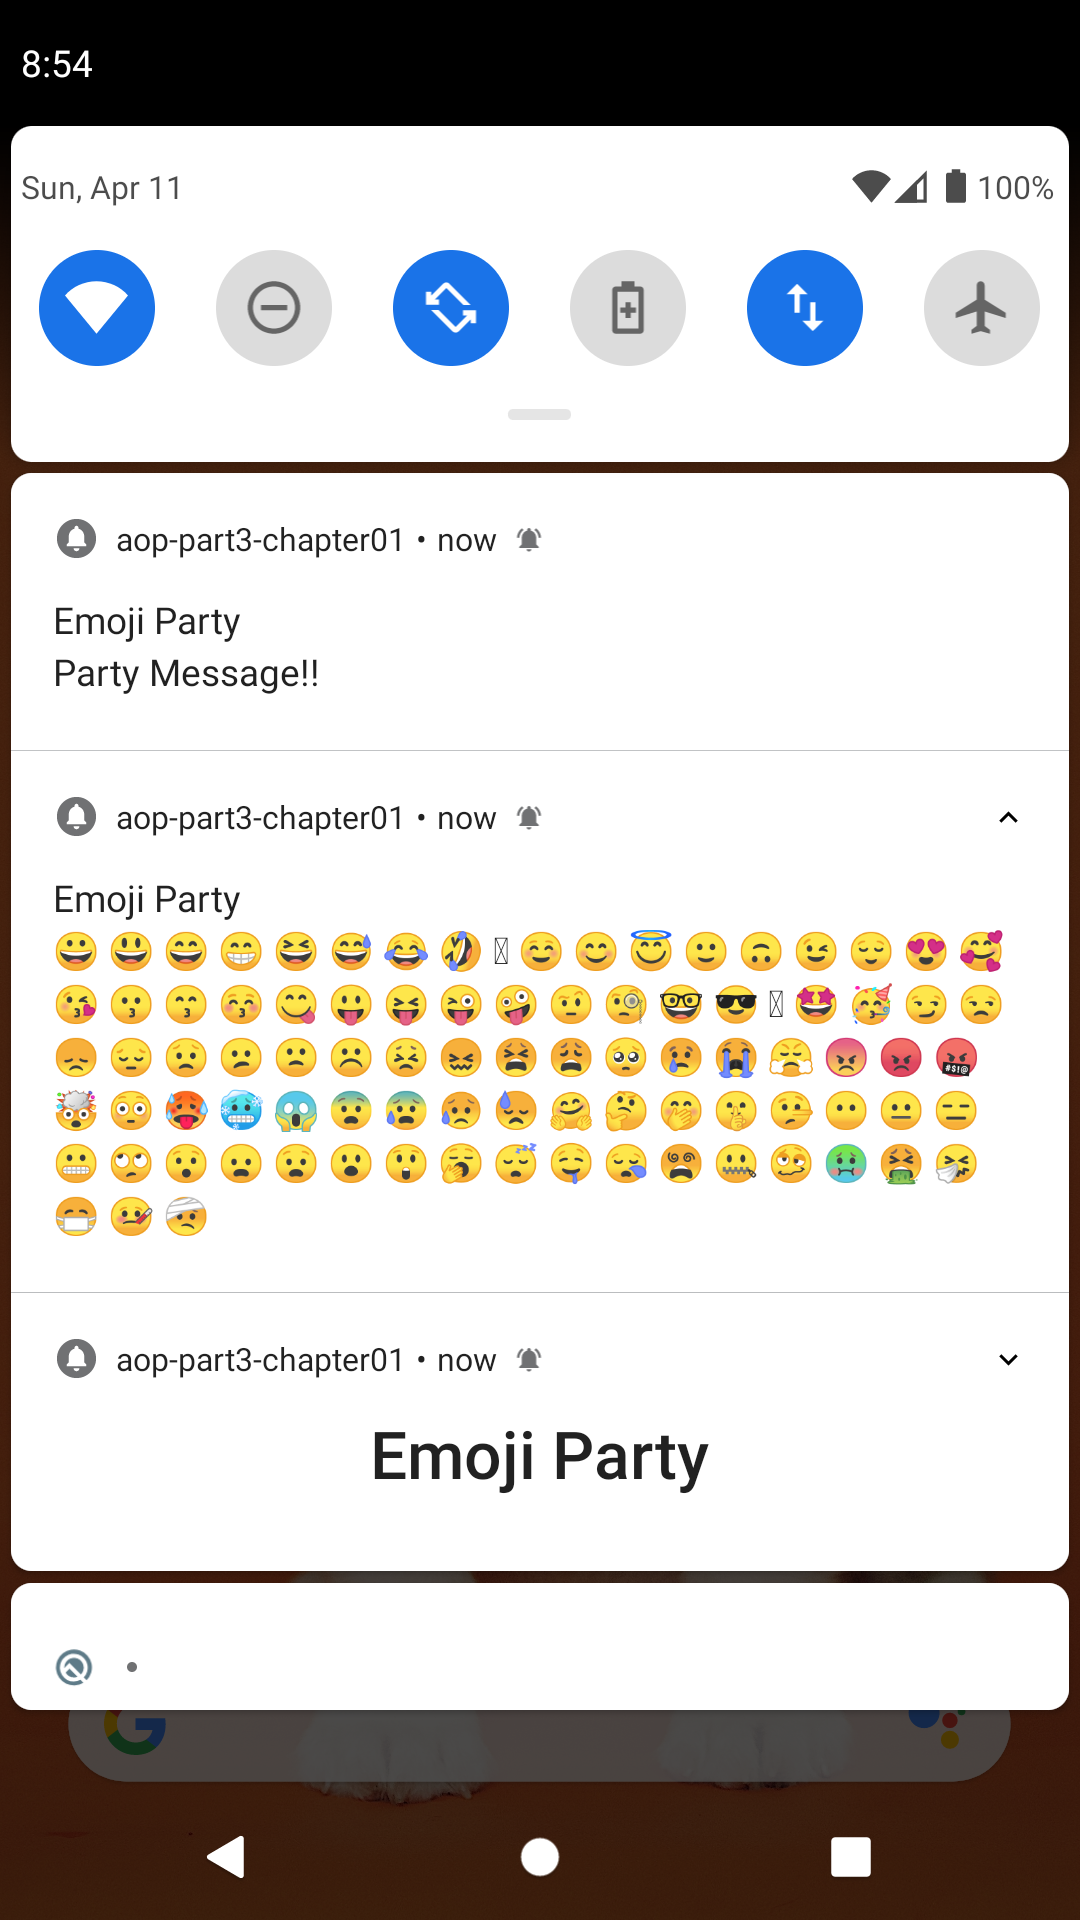 8:54
Sun, Apr 11
100%
aop-part3-chapter01 • now
Emoji Party
Party Message!!
aop-part3-chapter01 • now
Emoji Party
😀 😃 😄 😁 😆 😅 😂 🤣 ☺️ 😊 😇 🙂 🙃 😉 😌 😍 🥰
😘 😗 😙 😚 😋 😛 😝 😜 🤪 🤨 🧐 🤓 😎 🤩 🥳 😏 😒
😞 😔 😟 😕 🙁 ☹️ 😣 😖 😫 😩 🥺 😢 😭 😤 😠 😡 🤬
🤯 😳 🥵 🥶 😱 😨 😰 😥 😓 🤗 🤔 🤭 🤫 🤥 😶 😐 😑
😬 🙄 😯 😦 😧 😮 😲 🥱 😴 🤤 😪 😵 🤐 🥴 🤢 🤮 🤧
😷 🤒 🤕
aop-part3-chapter01 • now
Emoji Party